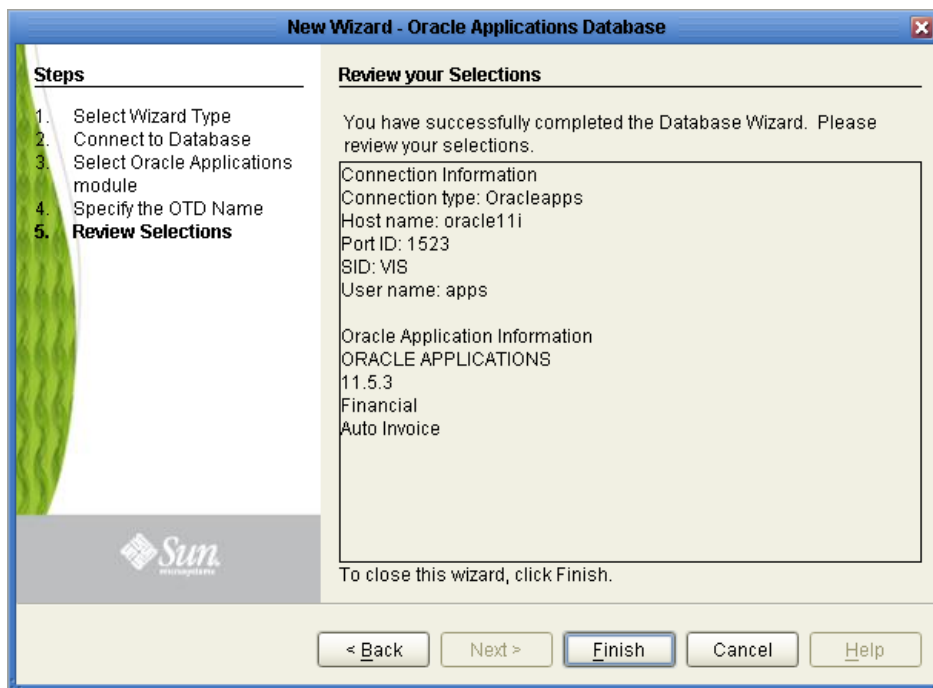 New Wizard - Oracle Applications Database
Steps
1. Select Wizard Type
2. Connect to Database
3. Select Oracle Applications
module
4. Specify the OTD Name
5. Review Selections
Review your Selections
You have successfully completed the Database Wizard. Please
review your selections.
Connection Information
Connection type: Oracleapps
Host name: oracle11i
Port ID: 1523
SID: VIS
User name: apps
Oracle Application Information
ORACLE APPLICATIONS
11.5.3
Financial
Auto Invoice
To close this wizard, click Finish.
Sun
microsystems
< Back
Next >
Finish
Cancel
Help